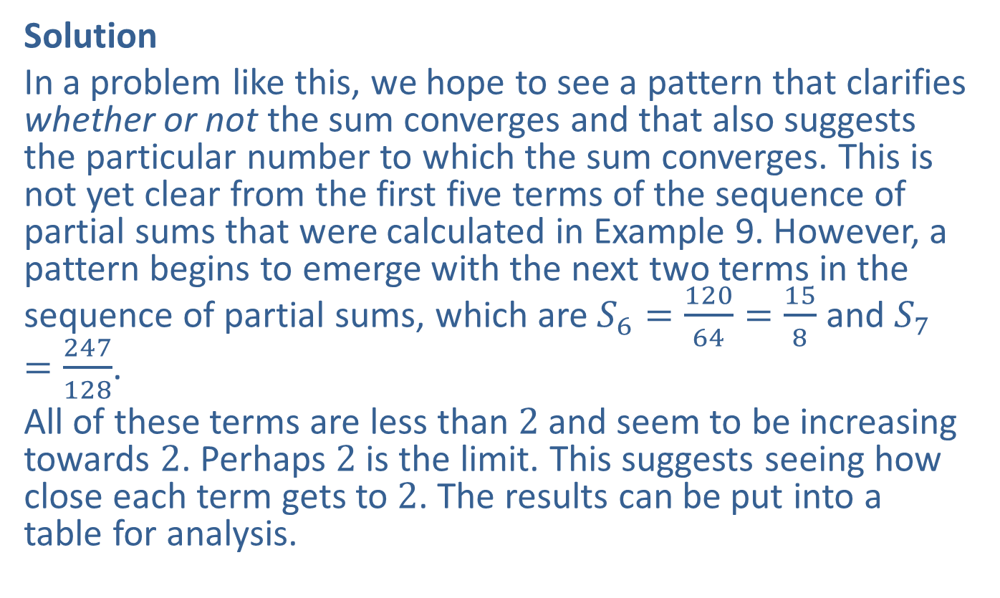 Solution
In a problem like this, we hope to see a pattern that clarifies
whether or not the sum converges and that also suggests
the particular number to which the sum converges. This is
not yet clear from the first five terms of the sequence of
partial sums that were calculated in Example 9. However, a
pattern begins to emerge with the next two terms in the
sequence of partial sums, which are S₆ = 120/64 = 15/8 and S₇
= 247/128.
All of these terms are less than 2 and seem to be increasing
towards 2. Perhaps 2 is the limit. This suggests seeing how
close each term gets to 2. The results can be put into a
table for analysis.